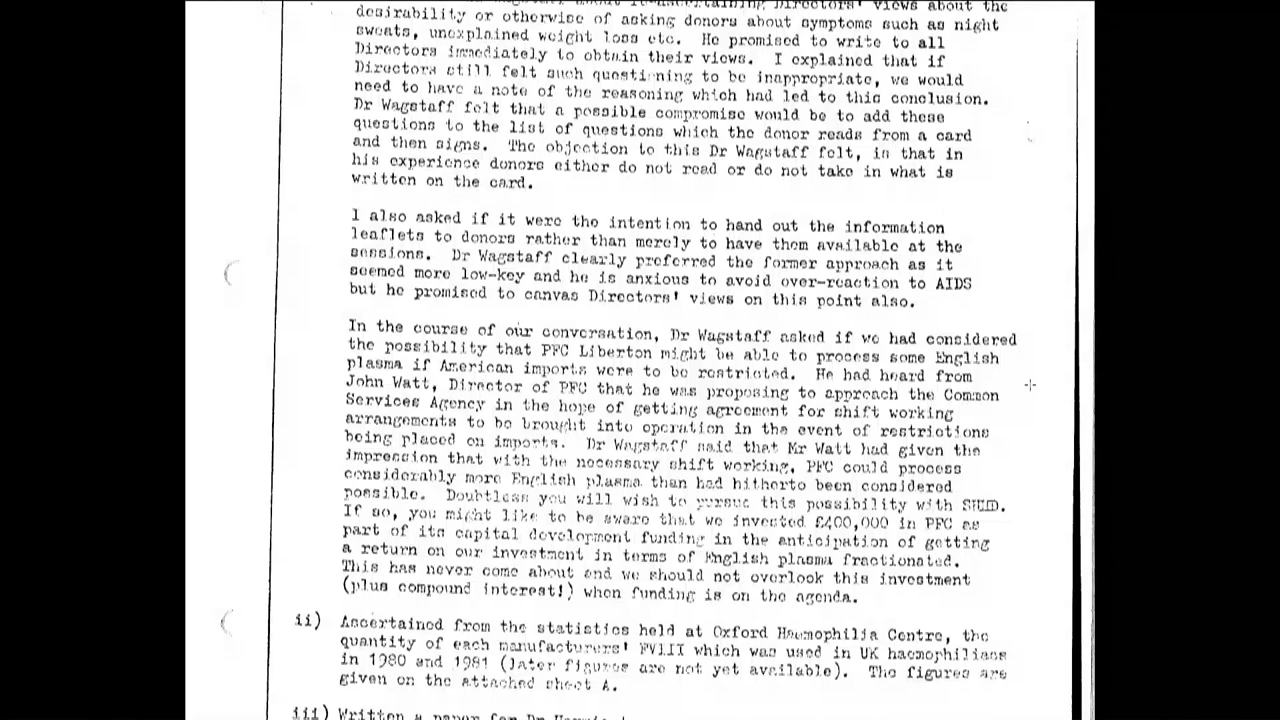 Directors' views about the
desirability or otherwise of asking donors about symptoms such as night
sweats, unexplained weight loss etc. He promised to write to all
Directors immediately to obtain their views. I explained that if
Directors still felt such questioning to be inappropriate, we would
need to have a note of the reasoning which had led to this conclusion.
Dr Wagstaff felt that a possible compromise would be to add these
questions to the list of questions which the donor reads from a card
and then signs. The objection to this Dr Wagstaff felt, is that in
his experience donors either do not read or do not take in what is
written on the card.
I also asked if it were the intention to hand out the information
leaflets to donors rather than merely to have them available at the
sessions. Dr Wagstaff clearly preferred the former approach as it
seemed more low-key and he is anxious to avoid over-reaction to AIDS
but he promised to canvas Directors' views on this point also.
In the course of our conversation, Dr Wagstaff asked if we had considered
the possibility that PFC Liberton might be able to process some English
plasma if American imports were to be restricted. He had heard from
John Watt, Director of PFC that he was proposing to approach the Common
Services Agency in the hope of getting agreement for shift working
arrangements to be brought into operation in the event of restrictions
being placed on imports. Dr Wagstaff said that Mr Watt had given the
impression that with the necessary shift working, PFC could process
considerably more English plasma than had hitherto been considered
possible. Doubtless you will wish to pursue this possibility with SHHD.
If so, you might like to be aware that we invested £400,000 in PFC as
part of its capital development funding in the anticipation of getting
a return on our investment in terms of English plasma fractionated.
This has never come about and we should not overlook this investment
(plus compound interest!) when funding is on the agenda.
ii) Ascertained from the statistics held at Oxford Haemophilia Centre, the
quantity of each manufacturers' FVIII which was used in UK haemophiliacs
in 1980 and 1981 (later figures are not yet available). The figures are
given on the attached sheet A.
iii) Written a paper for Dr